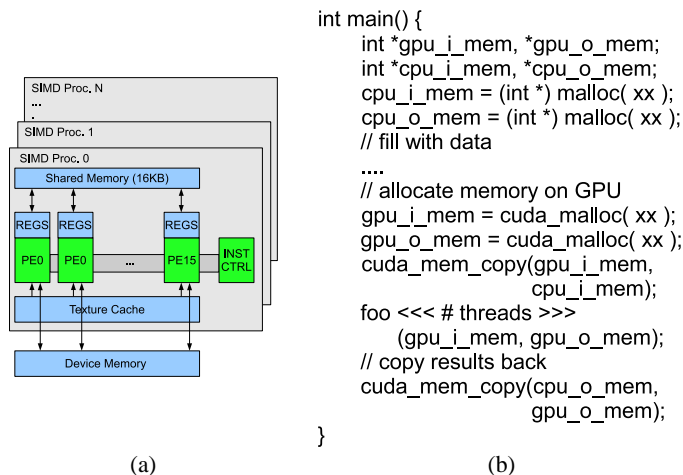 SIMD Proc. N
...
.
SIMD Proc. 1
SIMD Proc. 0
Shared Memory (16KB)
REGS REGS REGS
PE0 PE0 ... PE15 INST CTRL
Texture Cache
Device Memory
(a)
int main() {
int *gpu_i_mem, *gpu_o_mem;
int *cpu_i_mem, *cpu_o_mem;
cpu_i_mem = (int *) malloc( xx );
cpu_o_mem = (int *) malloc( xx );
// fill with data
....
// allocate memory on GPU
gpu_i_mem = cuda_malloc( xx );
gpu_o_mem = cuda_malloc( xx );
cuda_mem_copy(gpu_i_mem,
cpu_i_mem);
foo <<< # threads >>>
(gpu_i_mem, gpu_o_mem);
// copy results back
cuda_mem_copy(cpu_o_mem,
gpu_o_mem);
}
(b)